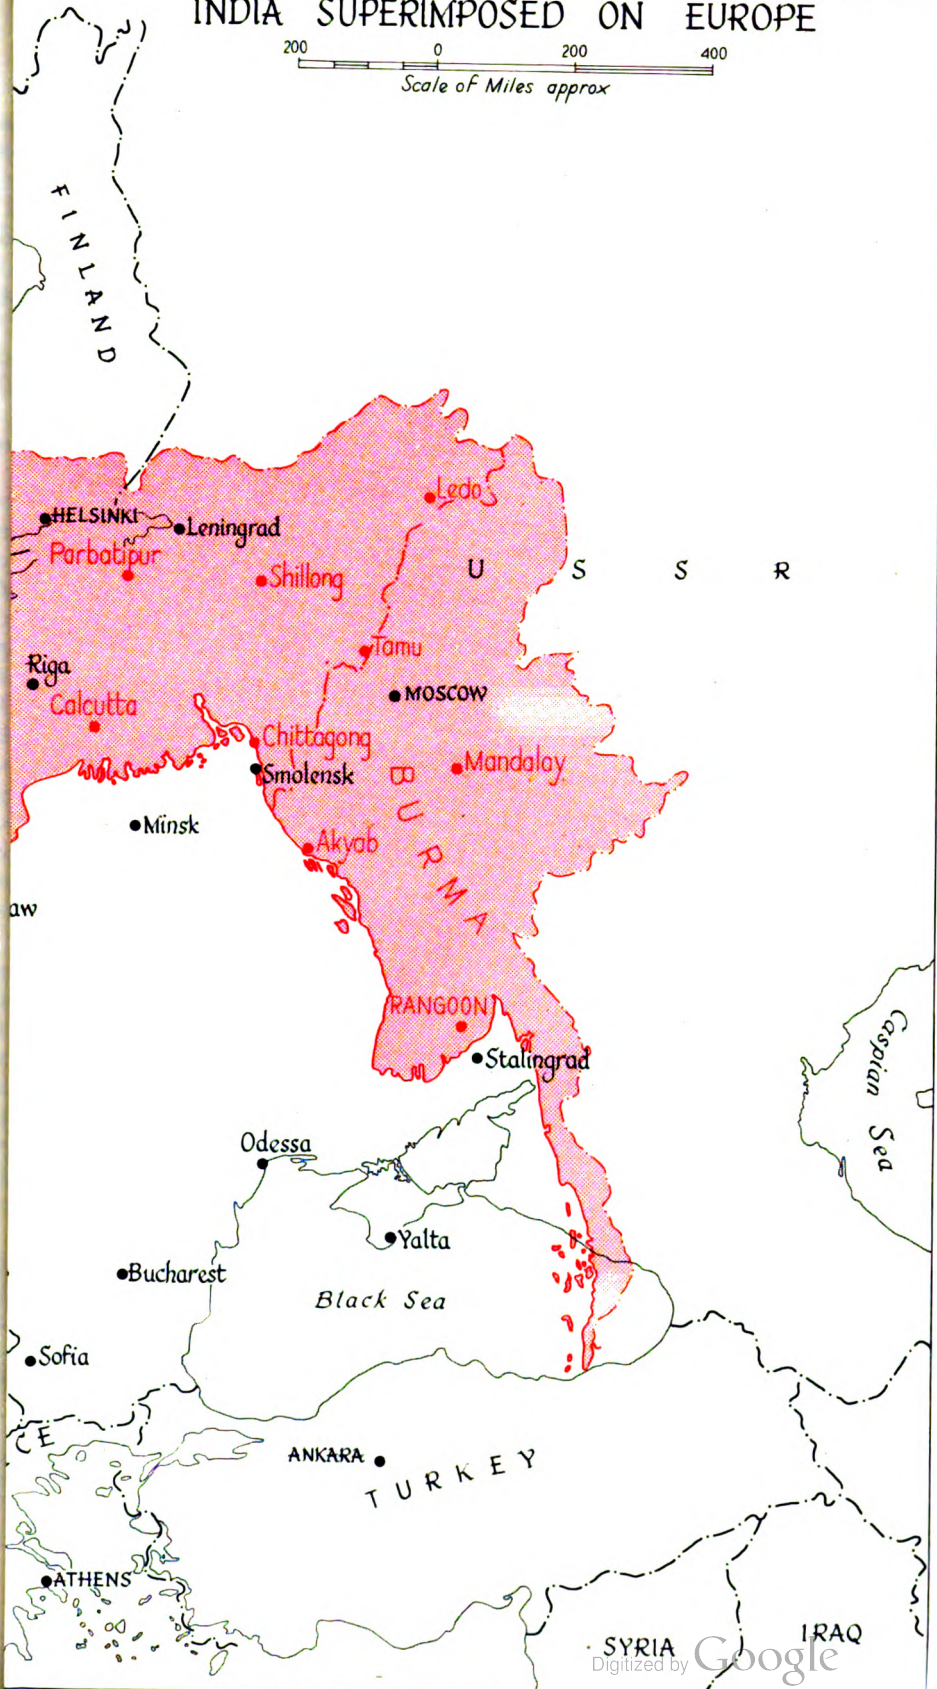 INDIA SUPERIMPOSED ON EUROPE
200 0 200 400
Scale of Miles approx
FINLAND
Ledo
HELSINKI
Leningrad
Parbatipur
Shillong
U S S R
Tamu
Riga
MOSCOW
Calcutta
Chittagong
Mandalay
Smolensk
BURMA
Minsk
Akyab
aw
RANGOON
Caspian Sea
Stalingrad
Odessa
Yalta
Bucharest
Black Sea
Sofia
CE
ANKARA
TURKEY
ATHENS
SYRIA
IRAQ
Digitized by Google